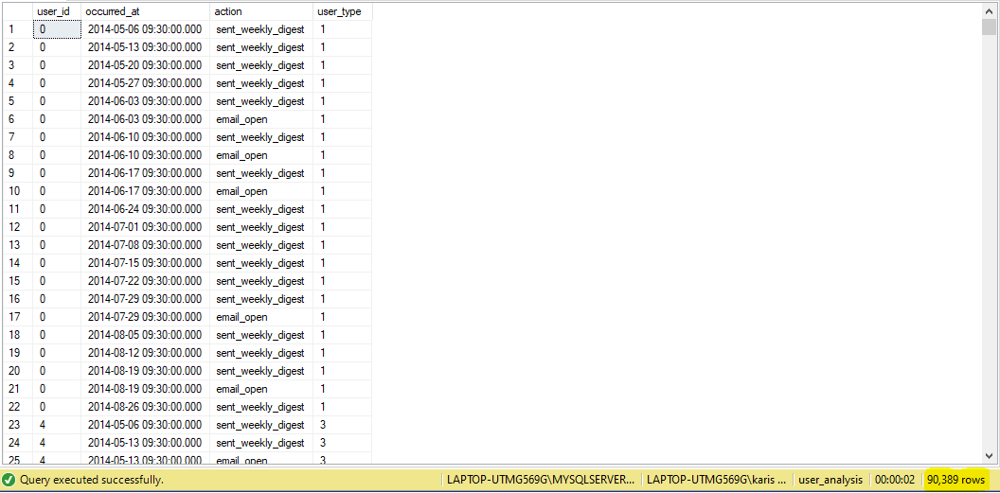 user_id occurred_at action user_type
1 0 2014-05-06 09:30:00.000 sent_weekly_digest 1
2 0 2014-05-13 09:30:00.000 sent_weekly_digest 1
3 0 2014-05-20 09:30:00.000 sent_weekly_digest 1
4 0 2014-05-27 09:30:00.000 sent_weekly_digest 1
5 0 2014-06-03 09:30:00.000 sent_weekly_digest 1
6 0 2014-06-03 09:30:00.000 email_open 1
7 0 2014-06-10 09:30:00.000 sent_weekly_digest 1
8 0 2014-06-10 09:30:00.000 email_open 1
9 0 2014-06-17 09:30:00.000 sent_weekly_digest 1
10 0 2014-06-17 09:30:00.000 email_open 1
11 0 2014-06-24 09:30:00.000 sent_weekly_digest 1
12 0 2014-07-01 09:30:00.000 sent_weekly_digest 1
13 0 2014-07-08 09:30:00.000 sent_weekly_digest 1
14 0 2014-07-15 09:30:00.000 sent_weekly_digest 1
15 0 2014-07-22 09:30:00.000 sent_weekly_digest 1
16 0 2014-07-29 09:30:00.000 sent_weekly_digest 1
17 0 2014-07-29 09:30:00.000 email_open 1
18 0 2014-08-05 09:30:00.000 sent_weekly_digest 1
19 0 2014-08-12 09:30:00.000 sent_weekly_digest 1
20 0 2014-08-19 09:30:00.000 sent_weekly_digest 1
21 0 2014-08-19 09:30:00.000 email_open 1
22 0 2014-08-26 09:30:00.000 sent_weekly_digest 1
23 4 2014-05-06 09:30:00.000 sent_weekly_digest 3
24 4 2014-05-13 09:30:00.000 sent_weekly_digest 3
25 4 2014-05-13 09:30:00.000 email_open 3
Query executed successfully. LAPTOP-UTMG569G\MYSQLSERVER... LAPTOP-UTMG569G\karis ... user_analysis 00:00:02 90,389 rows